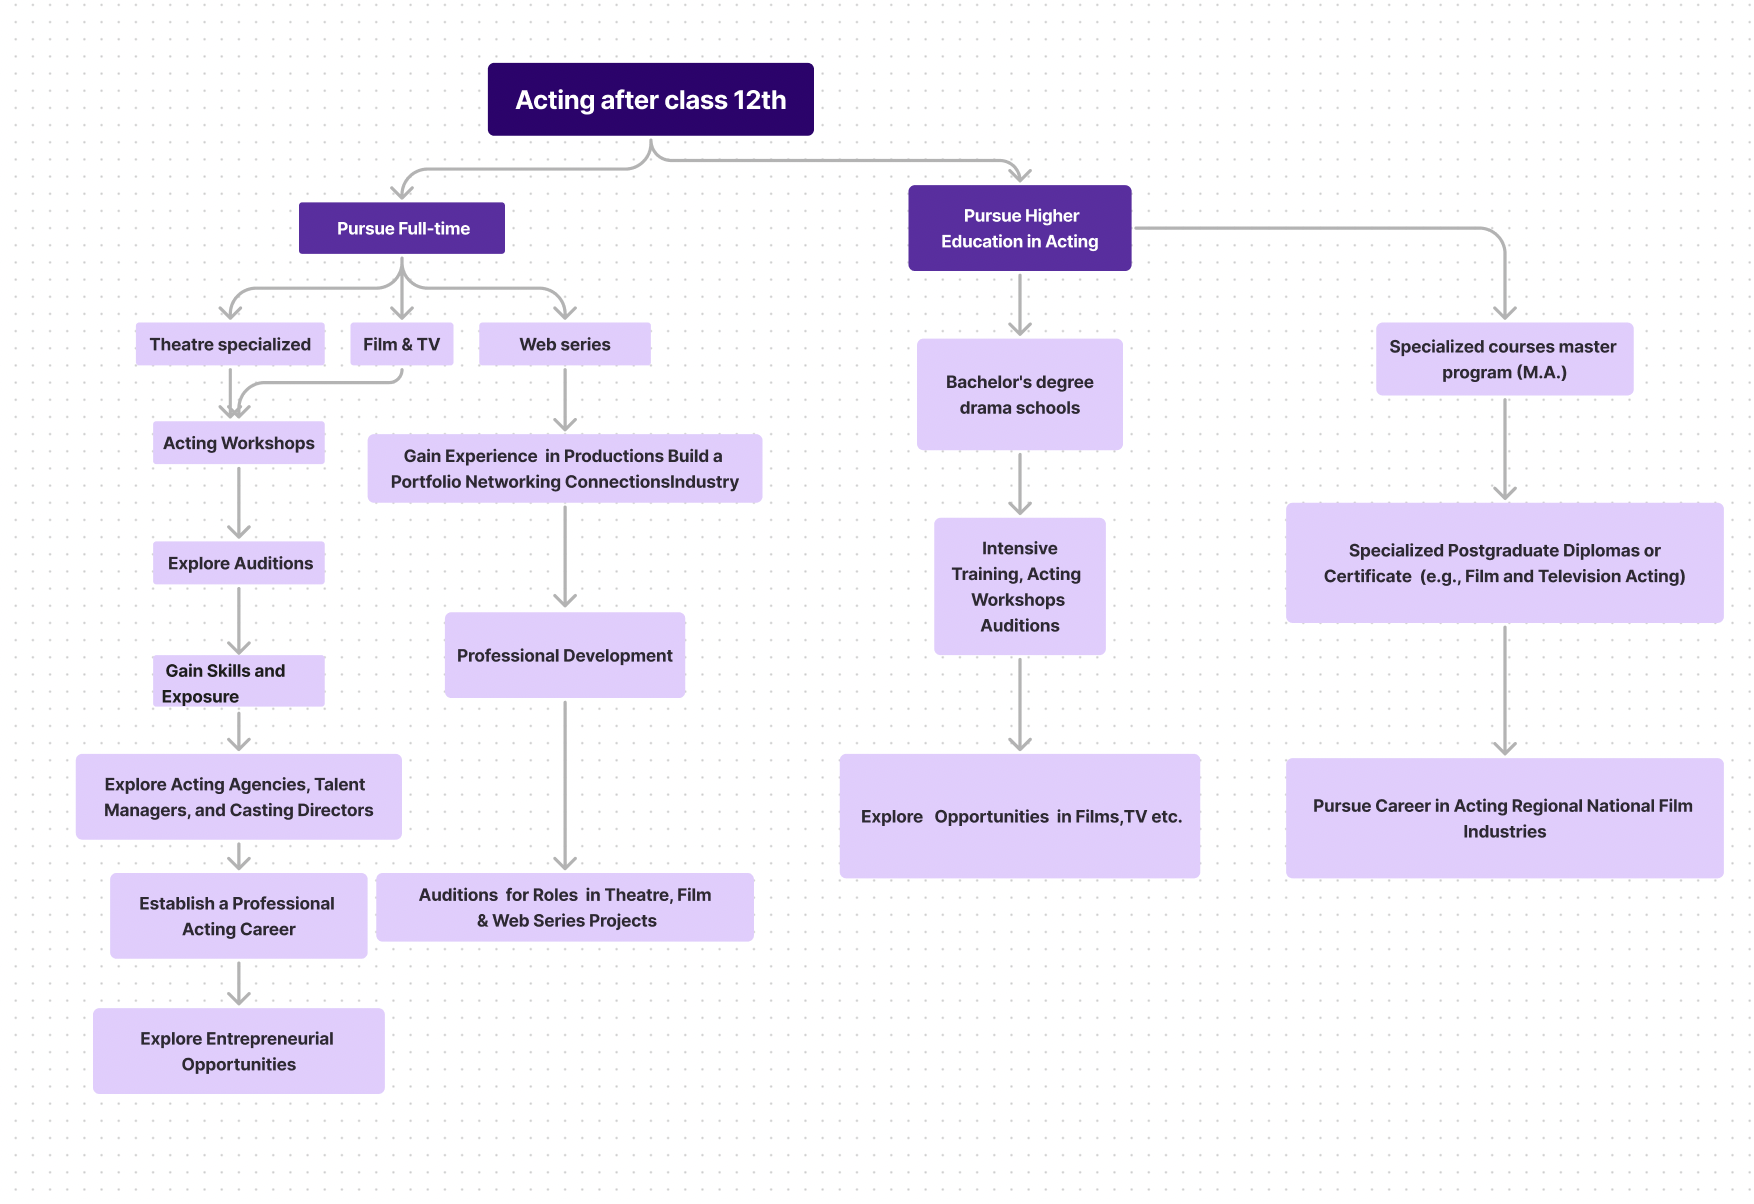 Acting after class 12th
Pursue Full-time
Pursue Higher
Education in Acting
Theatre specialized
Film & TV
Web series
Specialized courses master
program (M.A.)
Bachelor's degree
drama schools
Acting Workshops
Gain Experience in Productions Build a
Portfolio Networking ConnectionsIndustry
Explore Auditions
Intensive
Training, Acting
Workshops
Auditions
Specialized Postgraduate Diplomas or
Certificate (e.g., Film and Television Acting)
Gain Skills and
Exposure
Professional Development
Explore Acting Agencies, Talent
Managers, and Casting Directors
Explore Opportunities in Films,TV etc.
Pursue Career in Acting Regional National Film
Industries
Establish a Professional
Acting Career
Auditions for Roles in Theatre, Film
& Web Series Projects
Explore Entrepreneurial
Opportunities